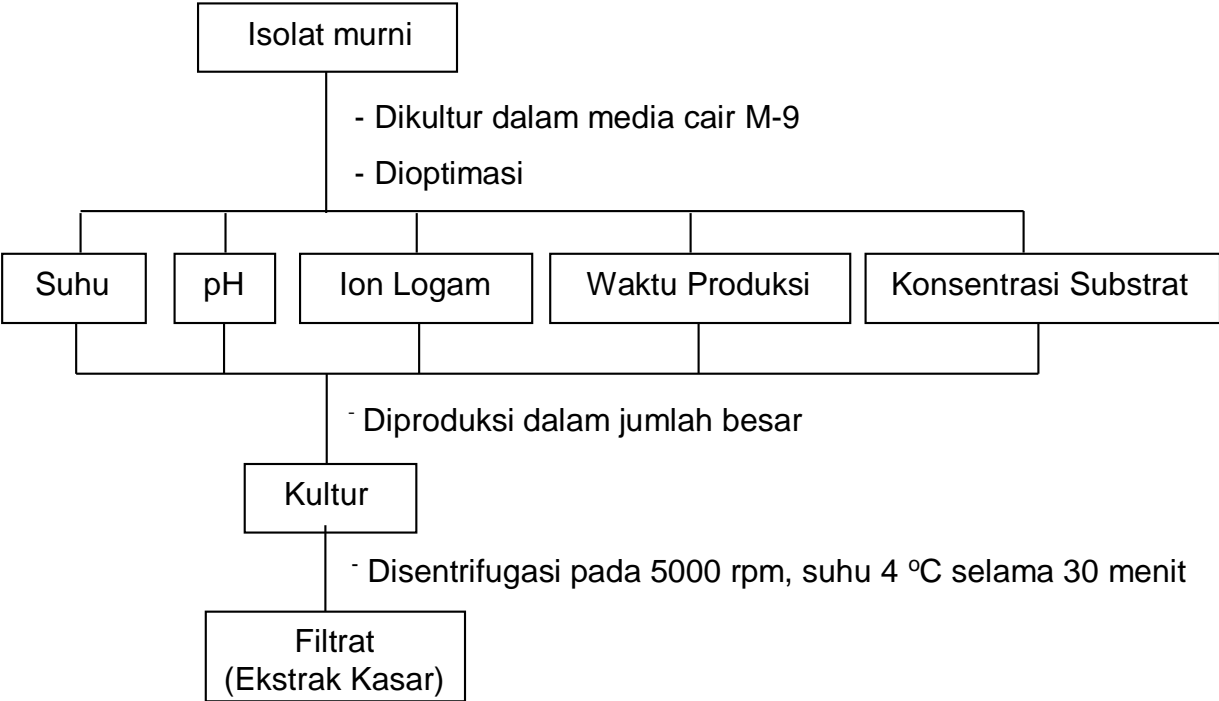 Isolat murni
- Dikultur dalam media cair M-9
- Dioptimasi
Suhu
pH
Ion Logam
Waktu Produksi
Konsentrasi Substrat
- Diproduksi dalam jumlah besar
Kultur
- Disentrifugasi pada 5000 rpm, suhu 4 ºC selama 30 menit
Filtrat
(Ekstrak Kasar)